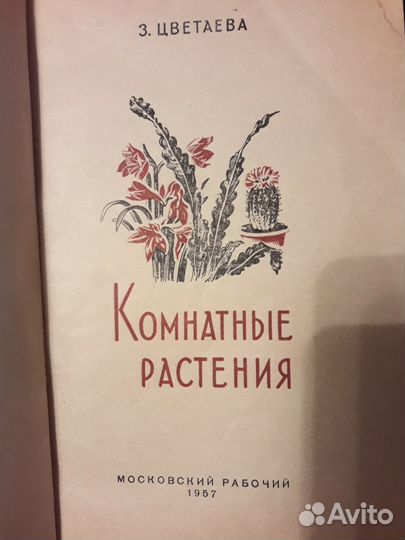 З. ЦВЕТАЕВА
КОМНАТНЫЕ
РАСТЕНИЯ
МОСКОВСКИЙ РАБОЧИЙ
1957
Avito